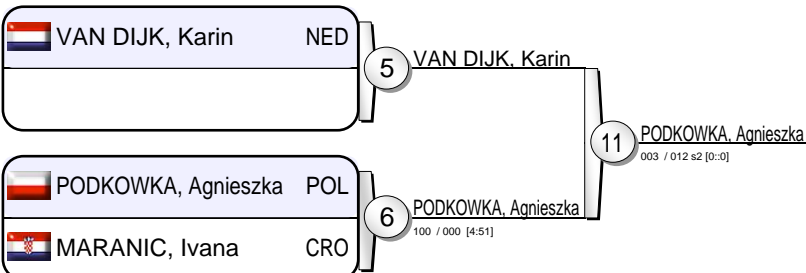 VAN DIJK, Karin NED
5 VAN DIJK, Karin
11 PODKOWKA, Agnieszka
003 / 012 s2 [0::0]
PODKOWKA, Agnieszka POL
6 PODKOWKA, Agnieszka
100 / 000 [4:51]
MARANIC, Ivana CRO